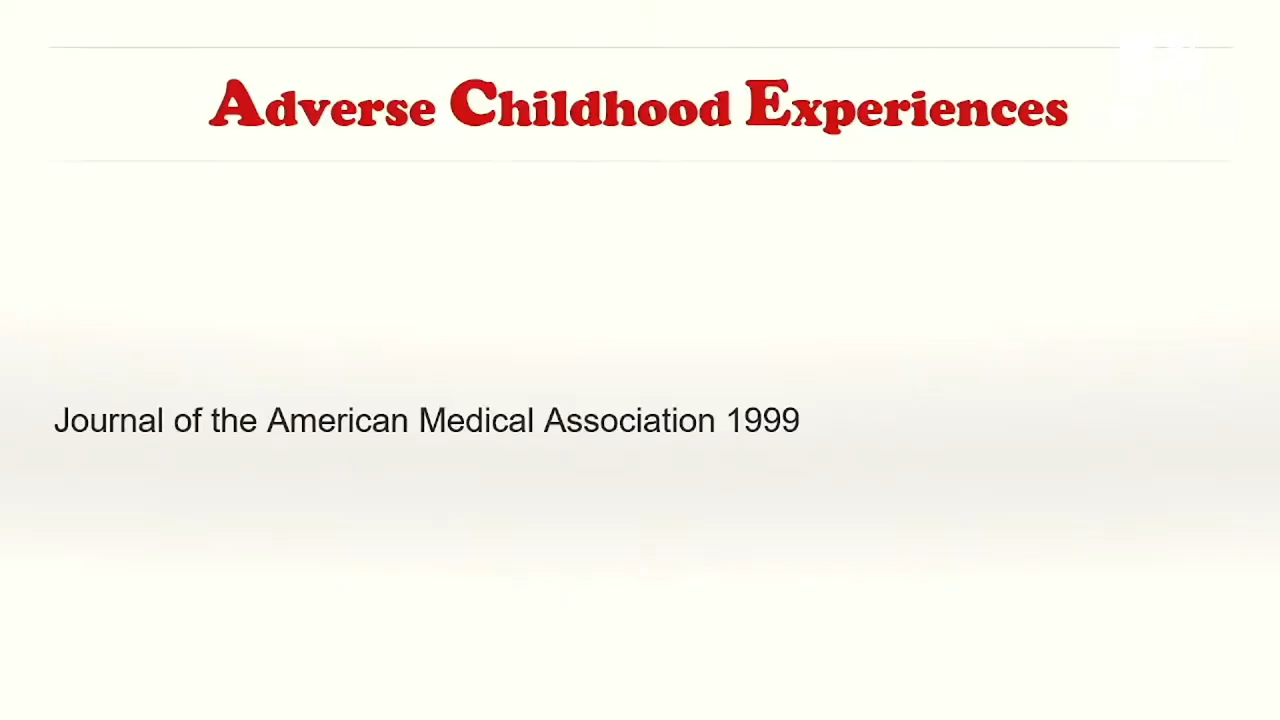 Adverse Childhood Experiences
Journal of the American Medical Association 1999